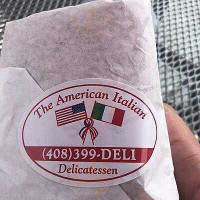 The American Italian
(408)399-DELI
Delicatessen